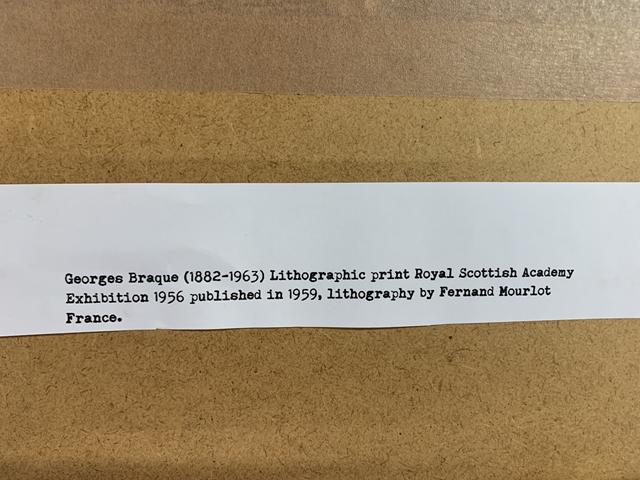 Georges Braque (1882-1963) Lithographic print Royal Scottish Academy
Exhibition 1956 published in 1959, lithography by Fernand Mourlot
France.